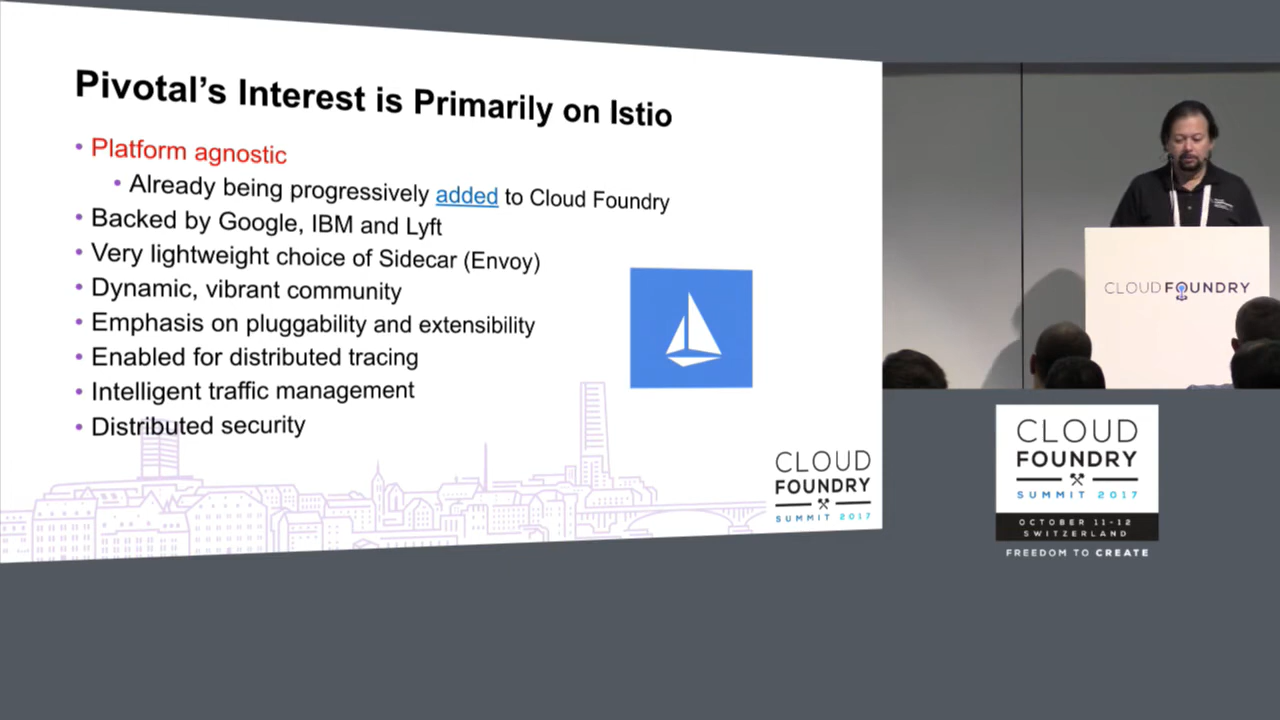 Pivotal's Interest is Primarily on Istio
• Platform agnostic
• Already being progressively added to Cloud Foundry
• Backed by Google, IBM and Lyft
• Very lightweight choice of Sidecar (Envoy)
• Dynamic, vibrant community
• Emphasis on pluggability and extensibility
• Enabled for distributed tracing
• Intelligent traffic management
• Distributed security
CLOUD
FOUNDRY
SUMMIT 2017
CLOUD FOUNDRY
CLOUD
FOUNDRY
SUMMIT 2017
OCTOBER 11-12
SWITZERLAND
FREEDOM TO CREATE